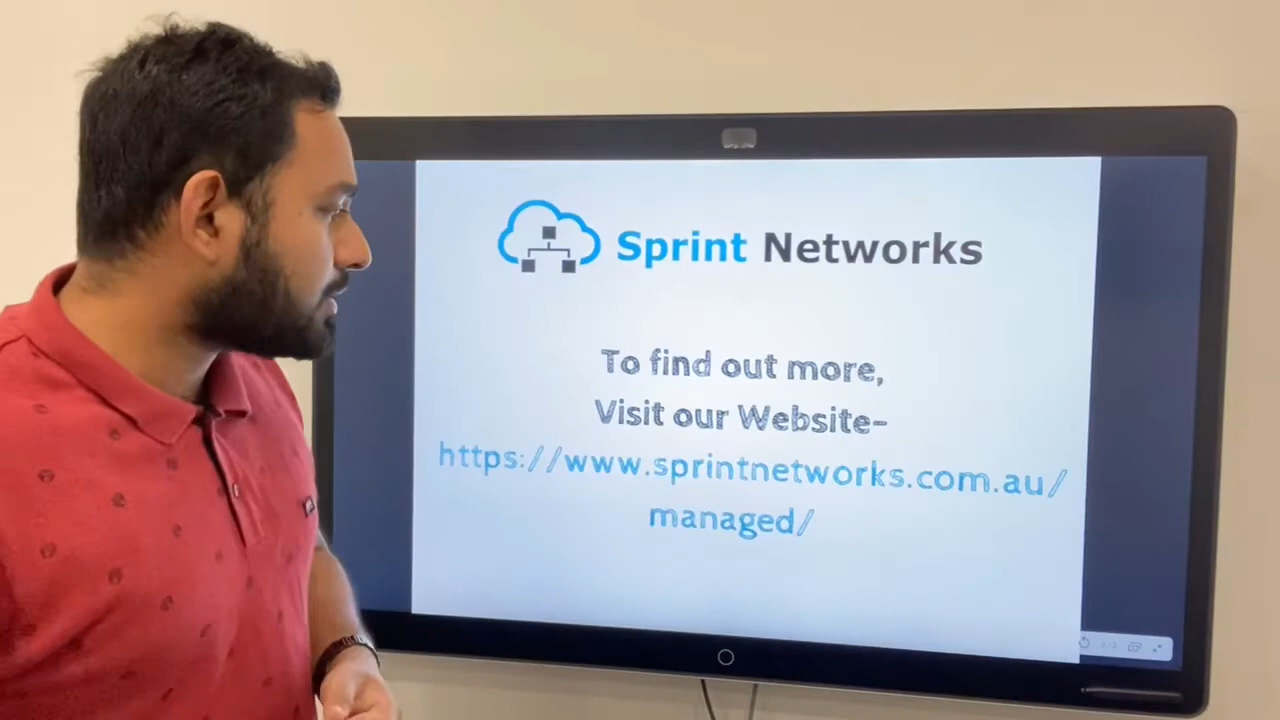 Sprint Networks
To find out more,
Visit our Website-
https://www.sprintnetworks.com.au/
managed/